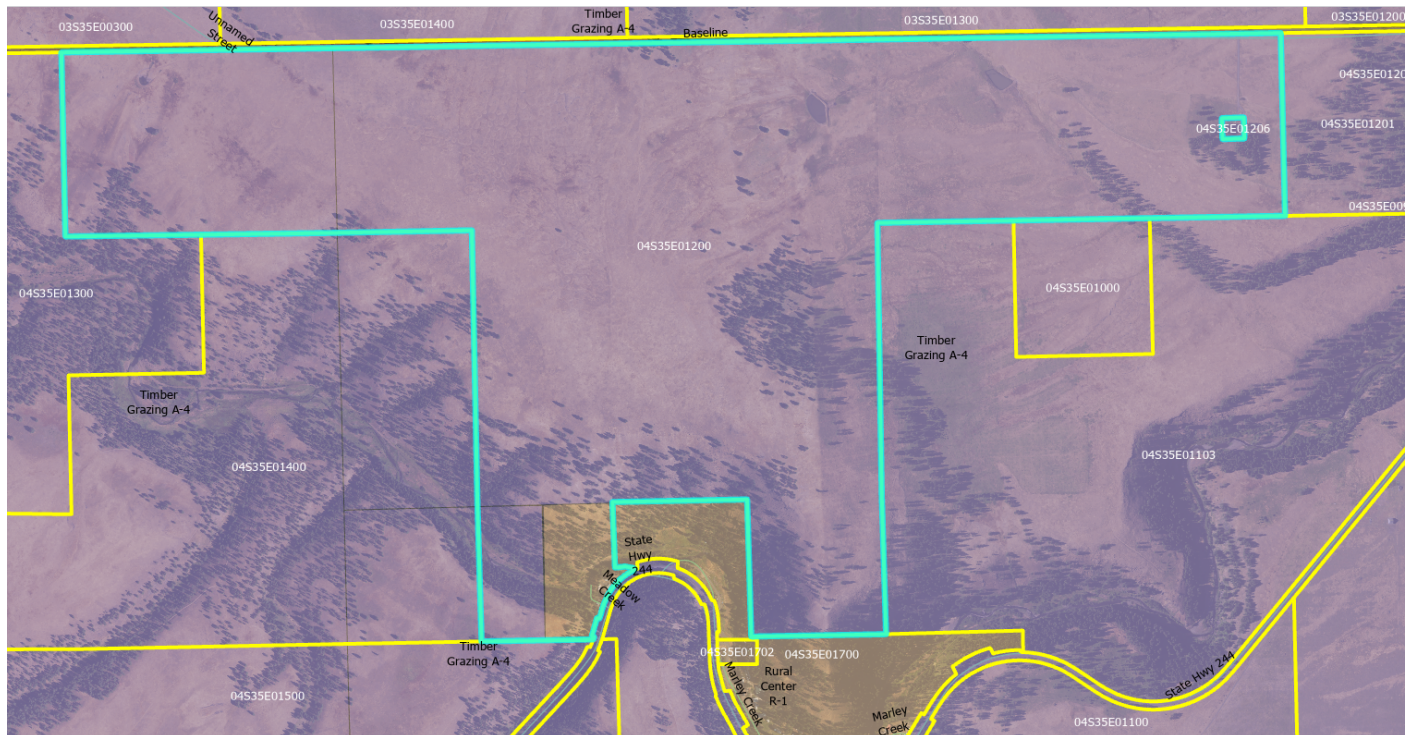 03S35E00300
Unnamed
Street
03S35E01400
Timber
Grazing A-4
Baseline
03S35E01300
03S35E01200
04S35E0120
04S35E01206
04S35E01201
04S35E009
04S35E01200
04S35E01300
04S35E01000
Timber
Grazing A-4
Timber
Grazing A-4
04S35E01400
04S35E01103
State
Hwy
244
Meadow
Creek
Timber
Grazing A-4
04S35E01702
04S35E01700
Rural
Center
R-1
Marley Creek
Marley
Creek
State Hwy 244
04S35E01500
04S35E01100